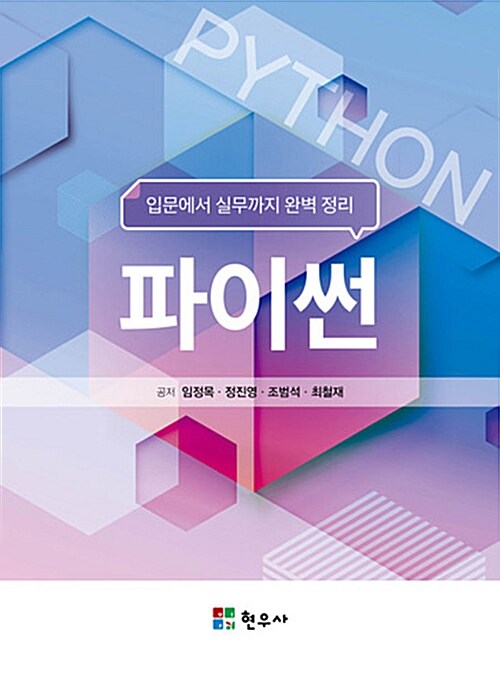 PYTHON
입문에서 실무까지 완벽 정리
파이썬
공저 임정목 · 정진영 · 조범석 · 최철재
현우사